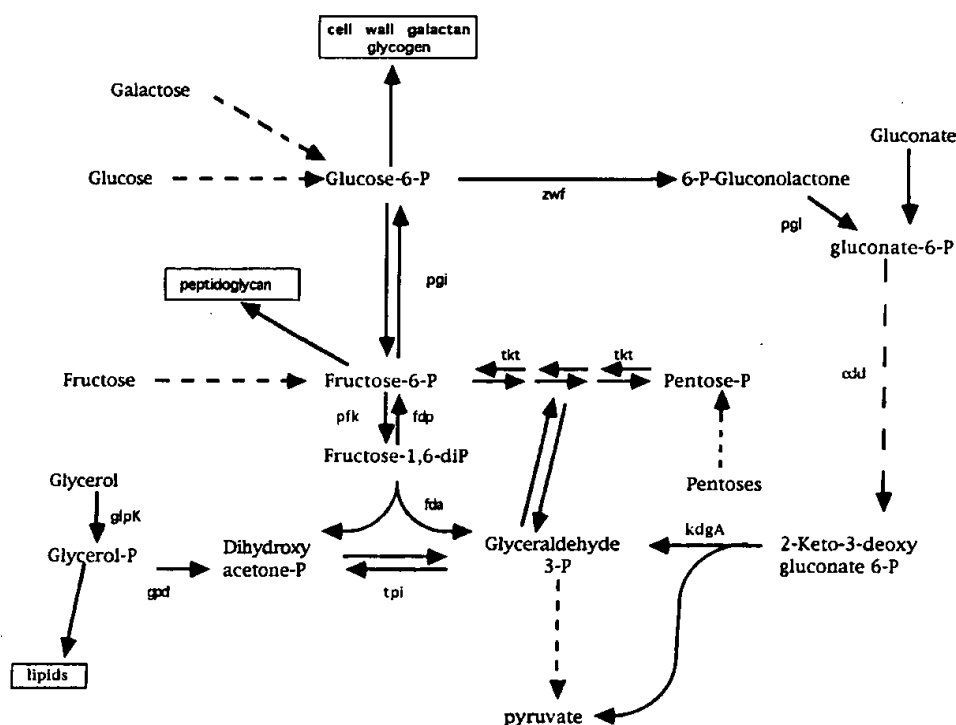 cell wall galactan
glycogen
Galactose
Gluconate
Glucose
Glucose-6-P
zwf
6-P-Gluconolactone
pgl
gluconate-6-P
pgi
peptidoglycan
tkt
tkt
Fructose
Fructose-6-P
Pentose-P
edd
pfk
fdp
Fructose-1,6-diP
Glycerol
Pentoses
glpK
fda
kdgA
Glycerol-P
Dihydroxy
acetone-P
Glyceraldehyde
3-P
2-Keto-3-deoxy
gluconate 6-P
gpd
tpi
lipids
pyruvate